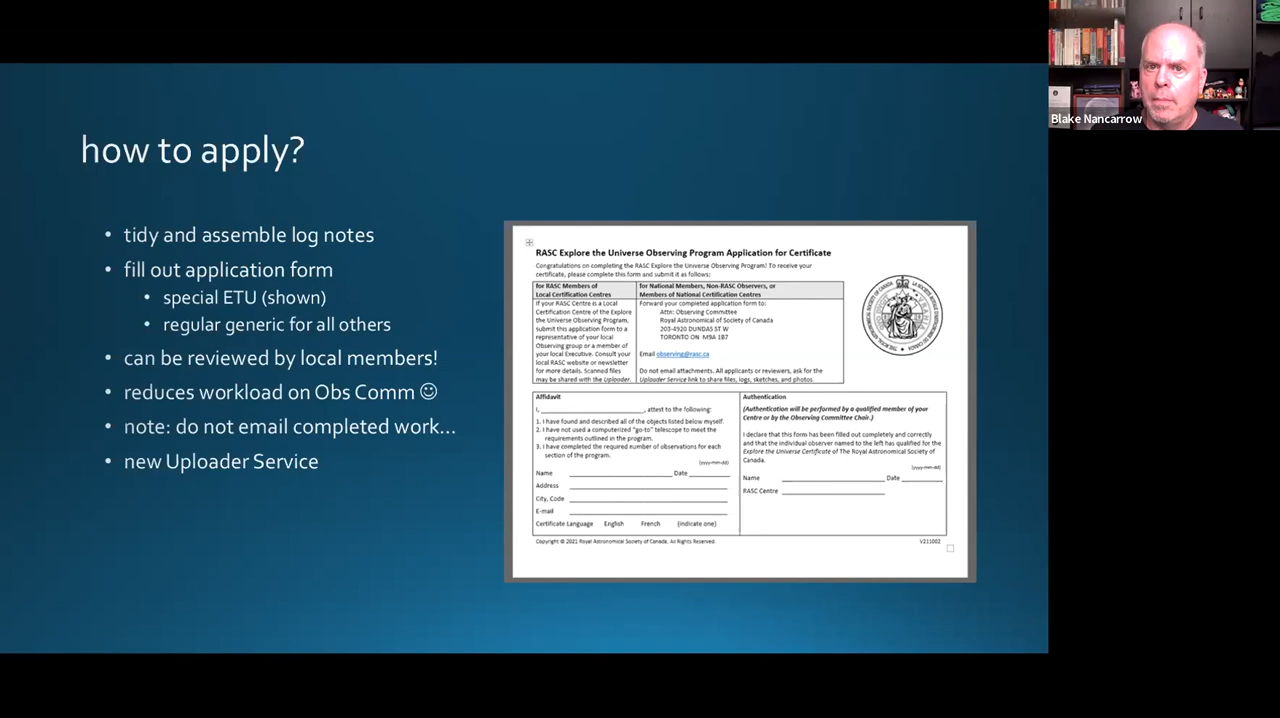 Blake Nancarrow
how to apply?
• tidy and assemble log notes
• fill out application form
• special ETU (shown)
• regular generic for all others
• can be reviewed by local members!
• reduces workload on Obs Comm ☺
• note: do not email completed work...
• new Uploader Service
RASC Explore the Universe Observing Program Application for Certificate
Congratulations on completing the RASC Explore the Universe Observing Program! To receive your
certificate, please complete this form and submit it as follows:
for RASC Members of
Local Certification Centres
If your RASC Centre is a Local
Certification Centre of the Explore
the Universe Observing Program,
submit this application form to a
representative of your local
Observing group or a member of
your local Executive. Consult your
local RASC website or newsletter
for more details. Scanned files
may be shared with the Uploader.
for National Members, Non-RASC Observers, or
Members of National Certification Centres
Forward your completed application form to:
Attn: Observing Committee
Royal Astronomical Society of Canada
203-4920 DUNDAS ST W
TORONTO ON M9A 1B7
Email observing@rasc.ca
Do not email attachments. All applicants or reviewers, ask for the
Uploader Service link to share files, logs, sketches, and photos.
Affidavit
I, ______________________, attest to the following:
1. I have found and described all of the objects listed below myself.
2. I have not used a computerized "go-to" telescope to meet the
requirements outlined in the program.
3. I have completed the required number of observations for each
section of the program.
(yyyy-mm-dd)
Name ______________________ Date __________
Address ______________________
City, Code ______________________
E-mail ______________________
Certificate Language English French (indicate one)
Authentication
(Authentication will be performed by a qualified member of your
Centre or by the Observing Committee Chair.)
I declare that this form has been filled out completely and correctly
and that the individual observer named to the left has qualified for the
Explore the Universe Certificate of The Royal Astronomical Society of
Canada.
(yyyy-mm-dd)
Name ______________________ Date __________
RASC Centre ______________________
Copyright © 2021 Royal Astronomical Society of Canada. All Rights Reserved.
V211002